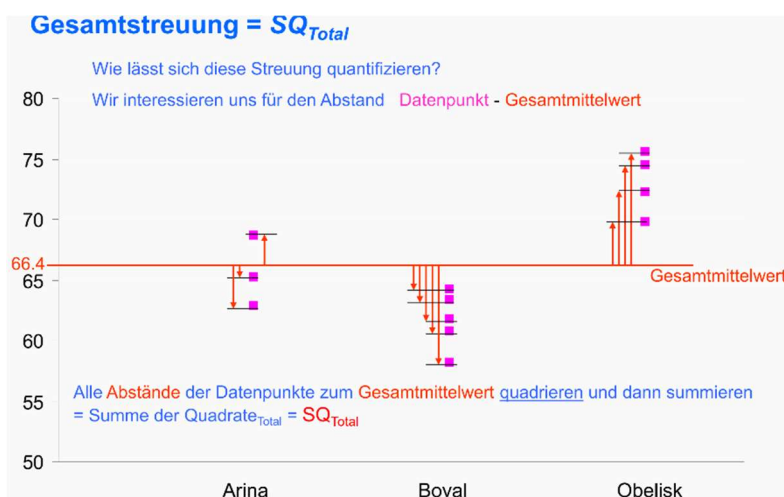 Gesamtstreuung = SQTotal
Wie lässt sich diese Streuung quantifizieren?
Wir interessieren uns für den Abstand Datenpunkt - Gesamtmittelwert
80
75
70
66.4
65
Gesamtmittelwert
60
Alle Abstände der Datenpunkte zum Gesamtmittelwert quadrieren und dann summieren
= Summe der QuadrateTotal = SQTotal
55
50
Arina Boval Obelisk